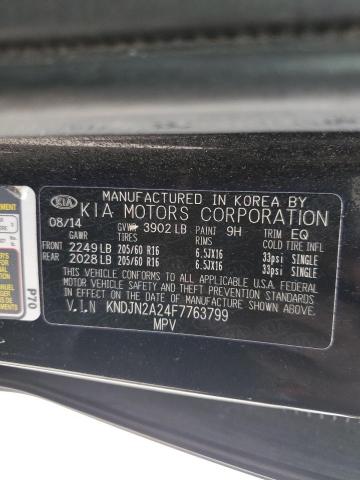 MANUFACTURED IN KOREA BY
KIA KIA MOTORS CORPORATION
08/14 GVWR 3902 LB PAINT 9H TRIM EQ
GAWR TIRES RIMS COLD TIRE INFL
FRONT 2249 LB 205/60 R16 6.5JX16 33psi SINGLE
REAR 2028 LB 205/60 R16 6.5JX16 33psi SINGLE
THIS VEHICLE CONFORMS TO ALL APPLICABLE U.S. FEDERAL
MOTOR VEHICLE SAFETY AND THEFT PREVENTION
STANDARDS IN EFFECT ON THE DATE OF MANUFACTURE SHOWN ABOVE.
V.I.N KNDJN2A24F7763799
MPV
P70